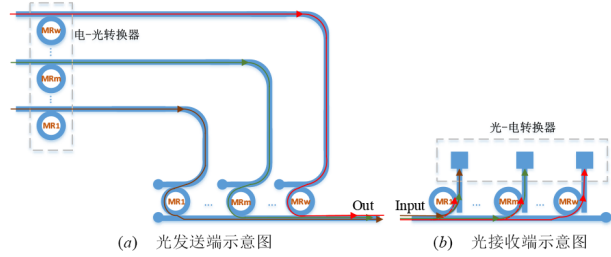 MRw
电-光转换器
MRm
MR1
光-电转换器
MR1
...
MRm
...
MRw
Out
Input
MR1
...
MRm
...
MRw
(a) 光发送端示意图
(b) 光接收端示意图